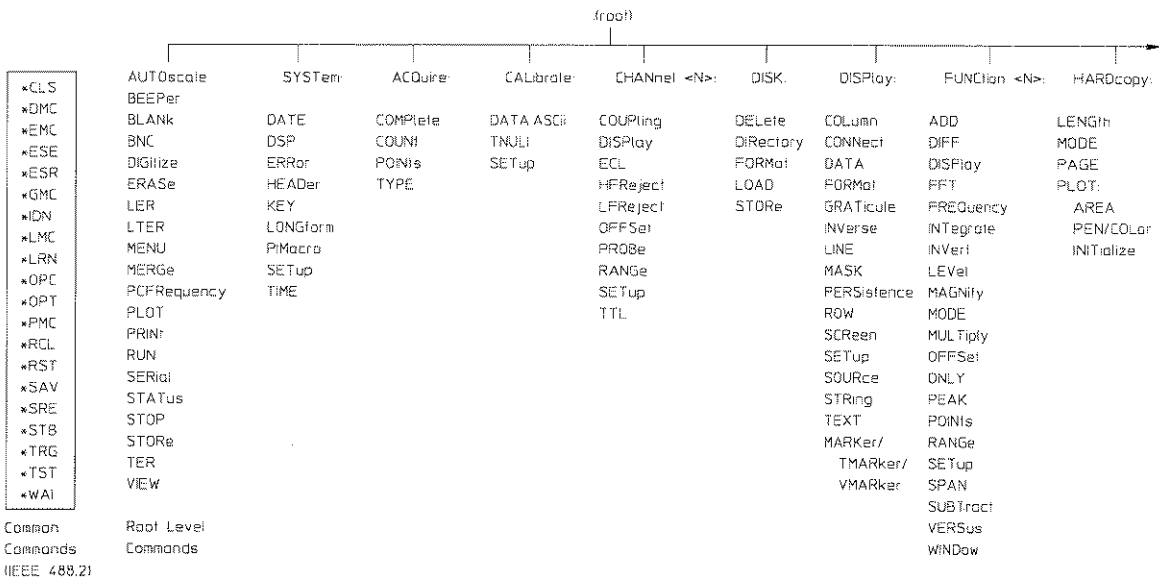 (root)
*CLS
*DMC
*EMC
*ESE
*ESR
*GMC
*IDN
*LMC
*LRN
*OPC
*OPT
*PMC
*RCL
*RST
*SAV
*SRE
*STB
*TRG
*TST
*WAI
Common
Commands
(IEEE 488.2)
AUToscale
BEEPer
BLANk
BNC
DIGitize
ERASe
LER
LTER
MENU
MERGe
PCFRequency
PLOT
PRINt
RUN
SERial
STATus
STOP
STORe
TER
VIEW
Root Level
Commands
SYSTem:
DATE
DSP
ERRor
HEADer
KEY
LONGform
PIMacro
SETup
TIME
ACQuire:
COMPlete
COUNt
POINts
TYPE
CALibrate:
DATA:ASCii
TNULl
SETup
CHANnel <N>:
COUPling
DISPlay
ECL
HFReject
LFReject
OFFSet
PROBe
RANGe
SETup
TTL
DISK:
DELete
DIRectory
FORMat
LOAD
STORe
DISPlay:
COLumn
CONNect
DATA
FORMat
GRATicule
INVerse
LINE
MASK
PERSistence
ROW
SCReen
SETup
SOURce
STRing
TEXT
MARKer/
TMARker/
VMARker
FUNCtion <N>:
ADD
DIFF
DISPlay
FFT
FREQuency
INTegrate
INVert
LEVel
MAGNify
MODE
MULTiply
OFFSet
ONLY
PEAK
POINts
RANGe
SETup
SPAN
SUBTract
VERSus
WINDow
HARDcopy:
LENGth
MODE
PAGE
PLOT:
AREA
PEN/COLor
INITialize